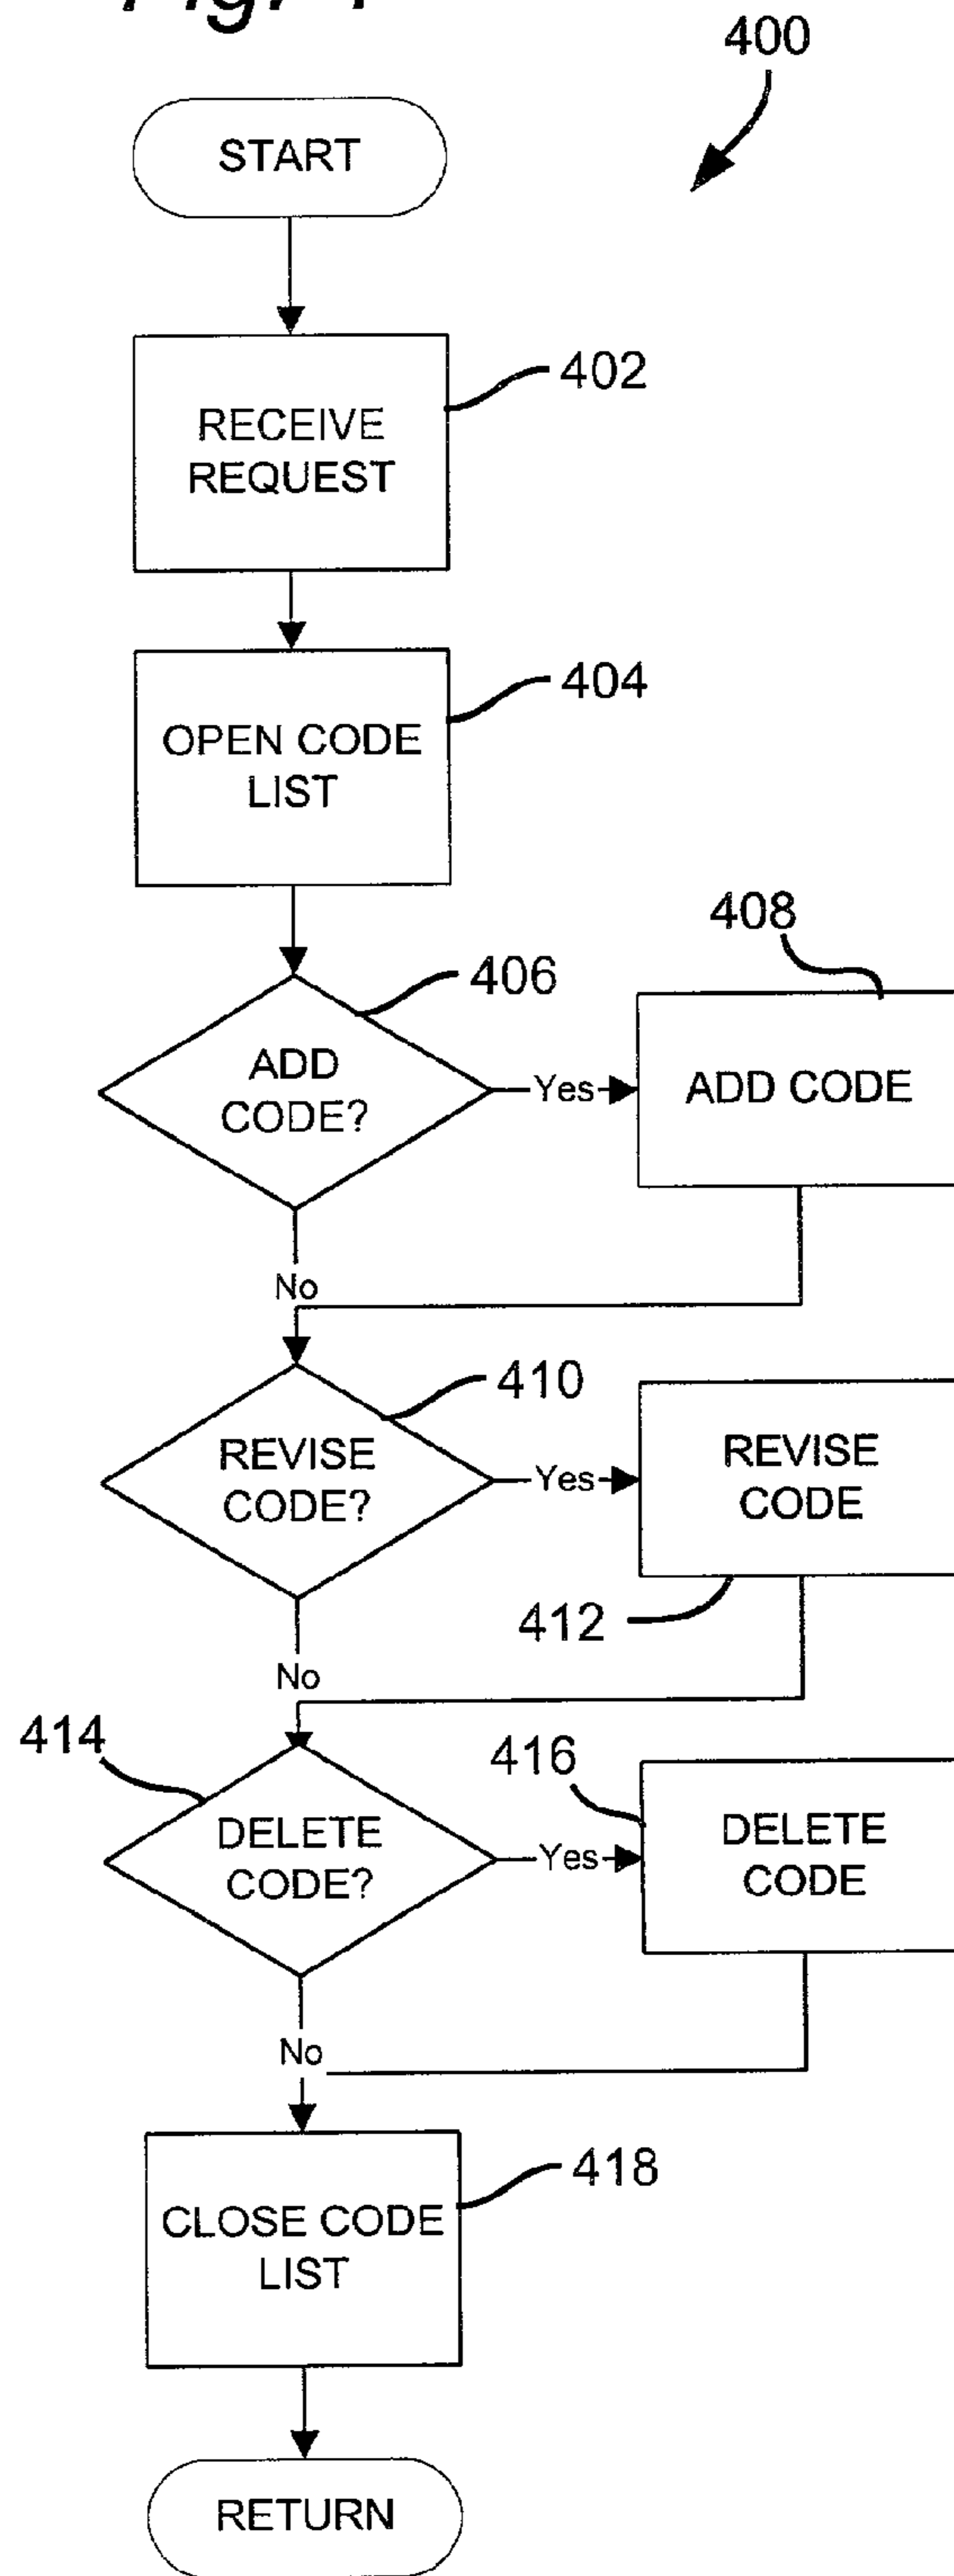 Fig. 4
400
START
402
RECEIVE
REQUEST
404
OPEN CODE
LIST
408
406
ADD
CODE?
Yes
ADD CODE
No
410
REVISE
CODE?
Yes
REVISE
CODE
412
No
414
416
DELETE
CODE?
Yes
DELETE
CODE
No
418
CLOSE CODE
LIST
RETURN